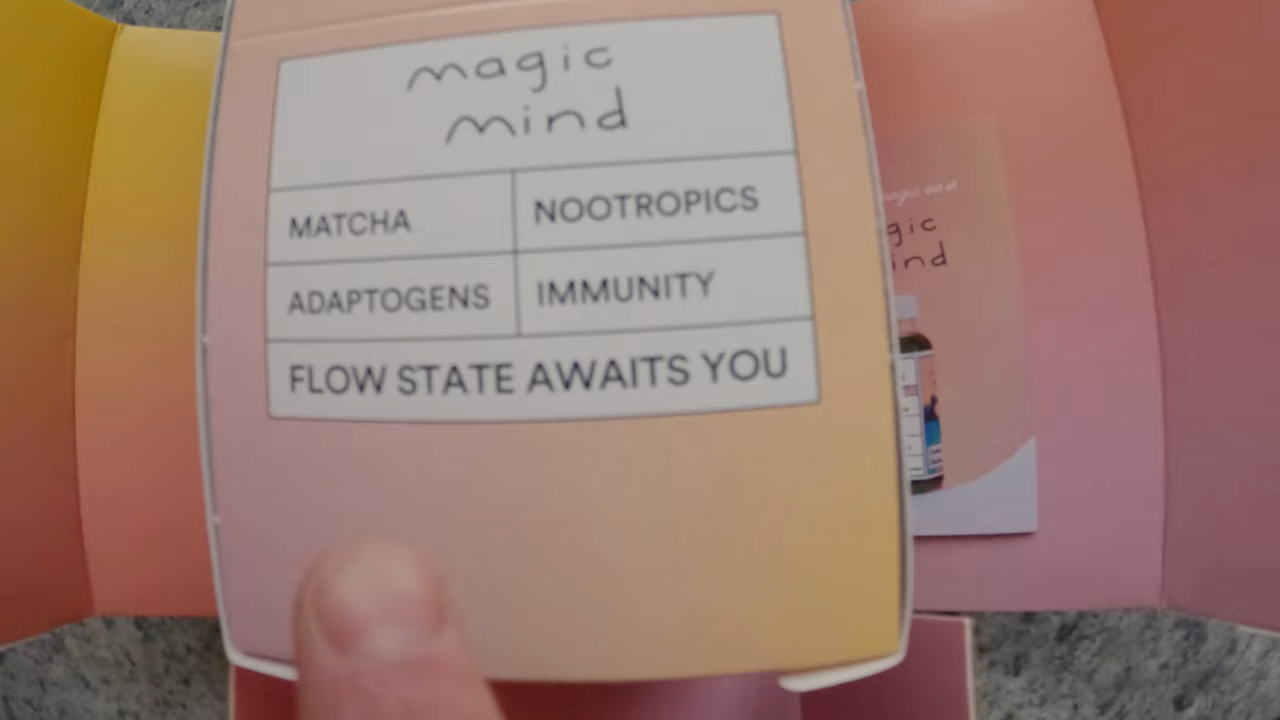 magic
mind
MATCHA
NOOTROPICS
ADAPTOGENS
IMMUNITY
FLOW STATE AWAITS YOU
gic
ind